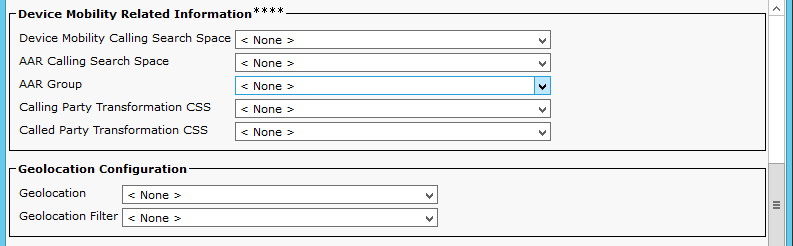 Device Mobility Related Information****
Device Mobility Calling Search Space < None >
AAR Calling Search Space < None >
AAR Group < None >
Calling Party Transformation CSS < None >
Called Party Transformation CSS < None >
Geolocation Configuration
Geolocation < None >
Geolocation Filter < None >